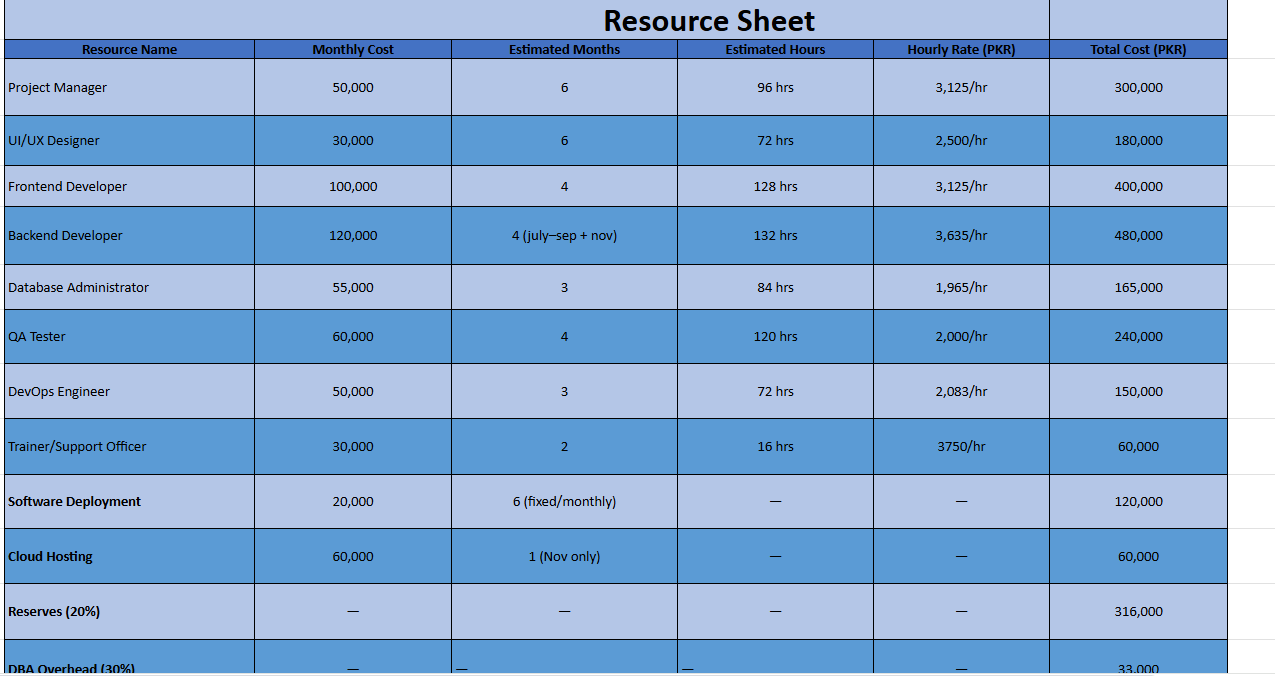 Resource Sheet
Resource Name Monthly Cost Estimated Months Estimated Hours Hourly Rate (PKR) Total Cost (PKR)
Project Manager 50,000 6 96 hrs 3,125/hr 300,000
UI/UX Designer 30,000 6 72 hrs 2,500/hr 180,000
Frontend Developer 100,000 4 128 hrs 3,125/hr 400,000
Backend Developer 120,000 4 (july–sep + nov) 132 hrs 3,635/hr 480,000
Database Administrator 55,000 3 84 hrs 1,965/hr 165,000
QA Tester 60,000 4 120 hrs 2,000/hr 240,000
DevOps Engineer 50,000 3 72 hrs 2,083/hr 150,000
Trainer/Support Officer 30,000 2 16 hrs 3750/hr 60,000
Software Deployment 20,000 6 (fixed/monthly) — — 120,000
Cloud Hosting 60,000 1 (Nov only) — — 60,000
Reserves (20%) — — — — 316,000
DBA Overhead (30%) — — — — 33,000